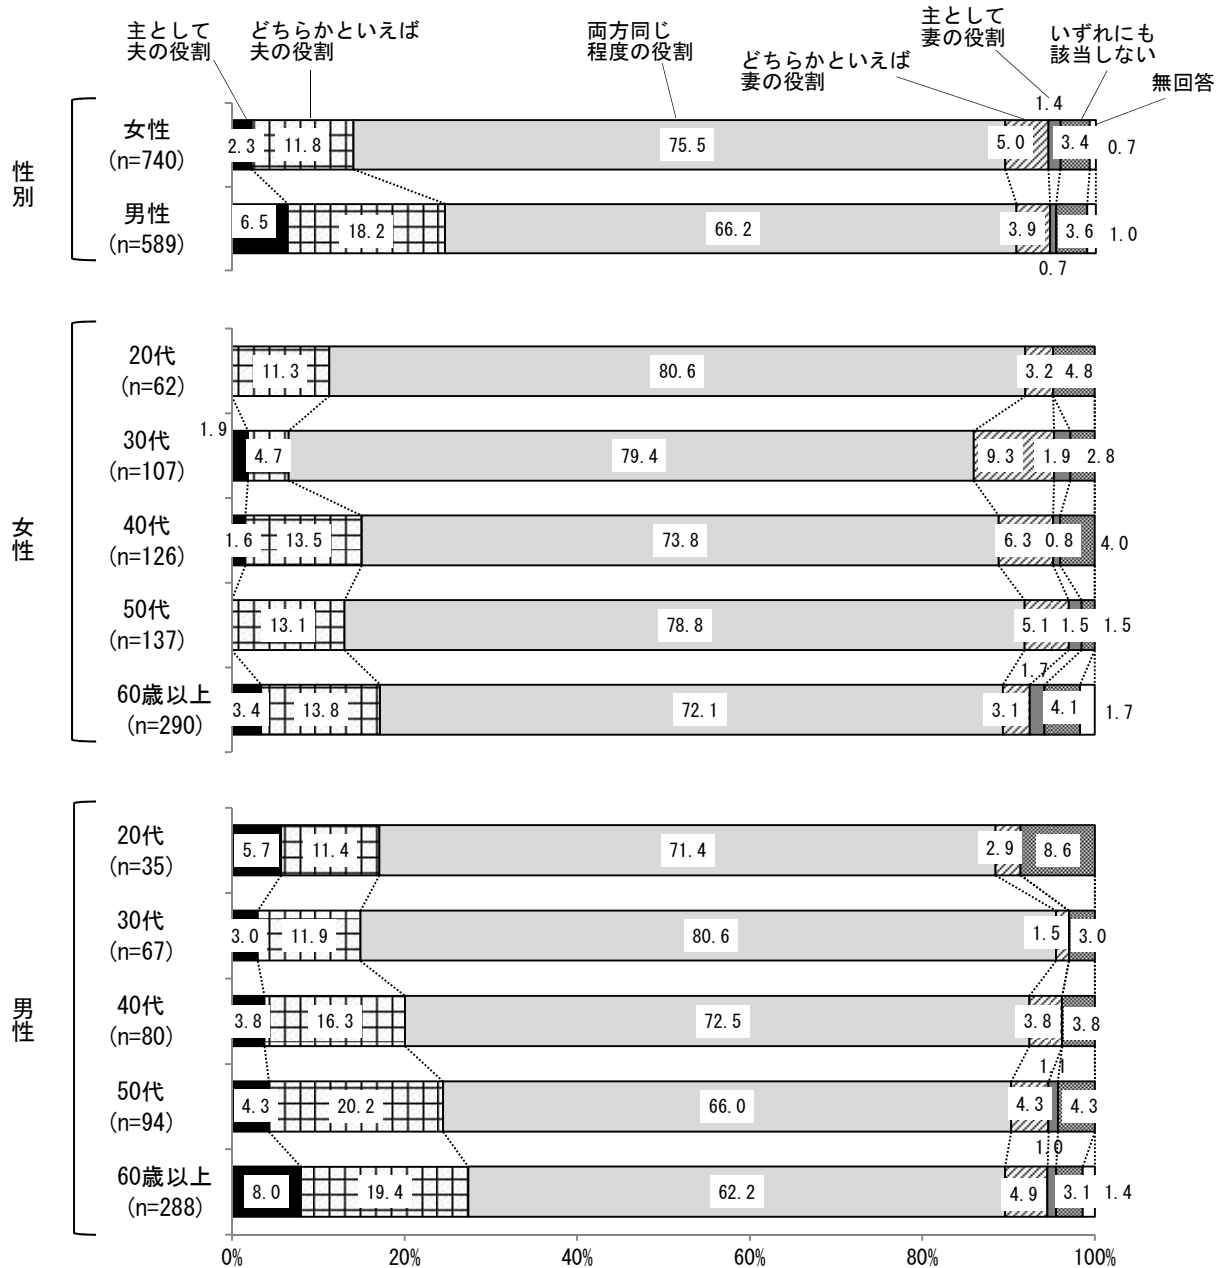 主として
夫の役割
どちらかといえば
夫の役割
両方同じ
程度の役割
どちらかといえば
妻の役割
主として
妻の役割
いずれにも
該当しない
無回答
性別
女性
(n=740)
2.3
11.8
75.5
5.0
1.4
3.4
0.7
男性
(n=589)
6.5
18.2
66.2
3.9
0.7
3.6
1.0
女性
20代
(n=62)
11.3
80.6
3.2
4.8
30代
(n=107)
1.9
4.7
79.4
9.3
1.9
2.8
40代
(n=126)
1.6
13.5
73.8
6.3
0.8
4.0
50代
(n=137)
13.1
78.8
5.1
1.5
1.5
60歳以上
(n=290)
3.4
13.8
72.1
3.1
1.7
4.1
1.7
男性
20代
(n=35)
5.7
11.4
71.4
2.9
8.6
30代
(n=67)
3.0
11.9
80.6
1.5
3.0
40代
(n=80)
3.8
16.3
72.5
3.8
3.8
50代
(n=94)
4.3
20.2
66.0
4.3
1.1
4.3
60歳以上
(n=288)
8.0
19.4
62.2
4.9
1.0
3.1
1.4
0%
20%
40%
60%
80%
100%